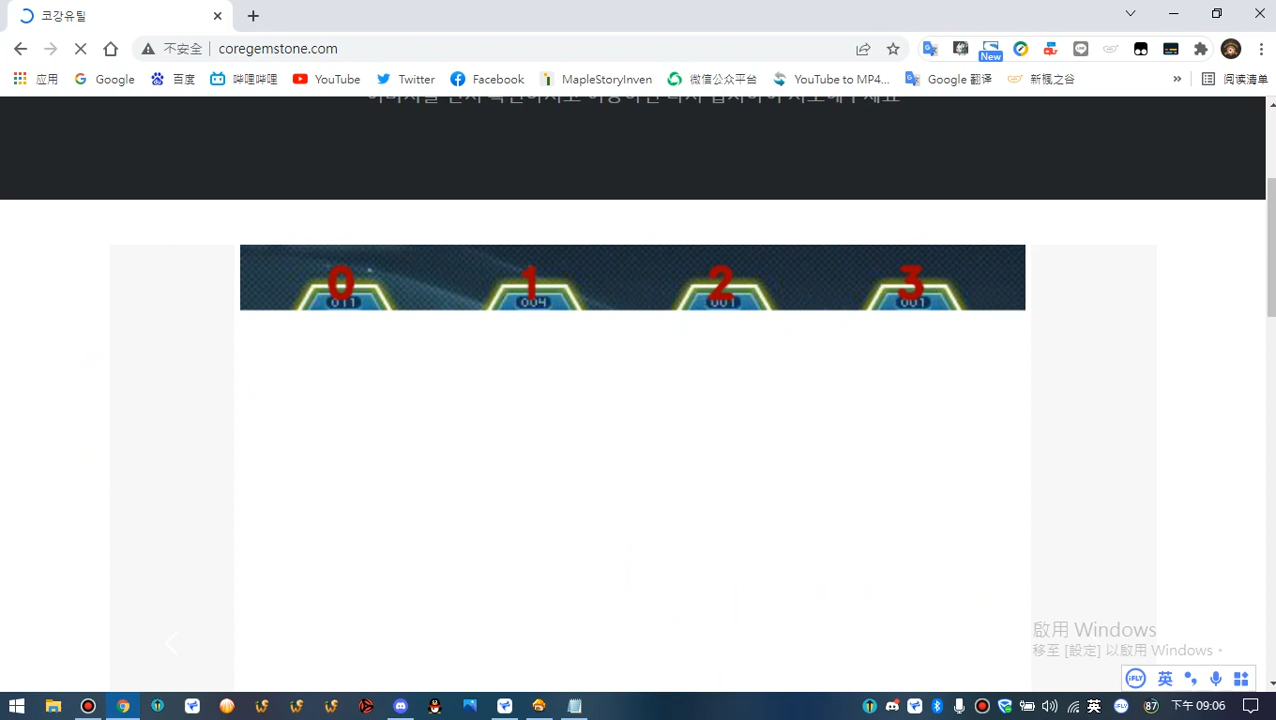 코강유틸
不安全 coregemstone.com
New
应用 Google 百度 哔哩哔哩 YouTube Twitter Facebook MapleStoryInven 微信公众平台 YouTube to MP4... Google 翻译 新楓之谷 » 阅读清单
0 1 2 3
011 004 001 001
啟用 Windows
移至 [設定] 以啟用 Windows。
iFLY 英
英 87 下午 09:06